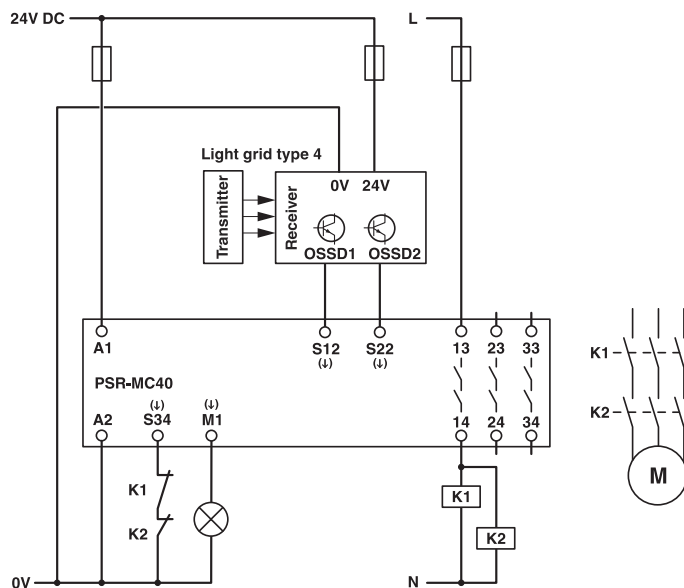 24V DC
L
Light grid type 4
Transmitter
Receiver
0V 24V
OSSD1 OSSD2
A1
S12
(↓)
S22
(↓)
13 23 33
PSR-MC40
A2
(↓)
S34
(↓)
M1
14 24 34
K1
K2
K1
K2
0V
N
K1
K2
M